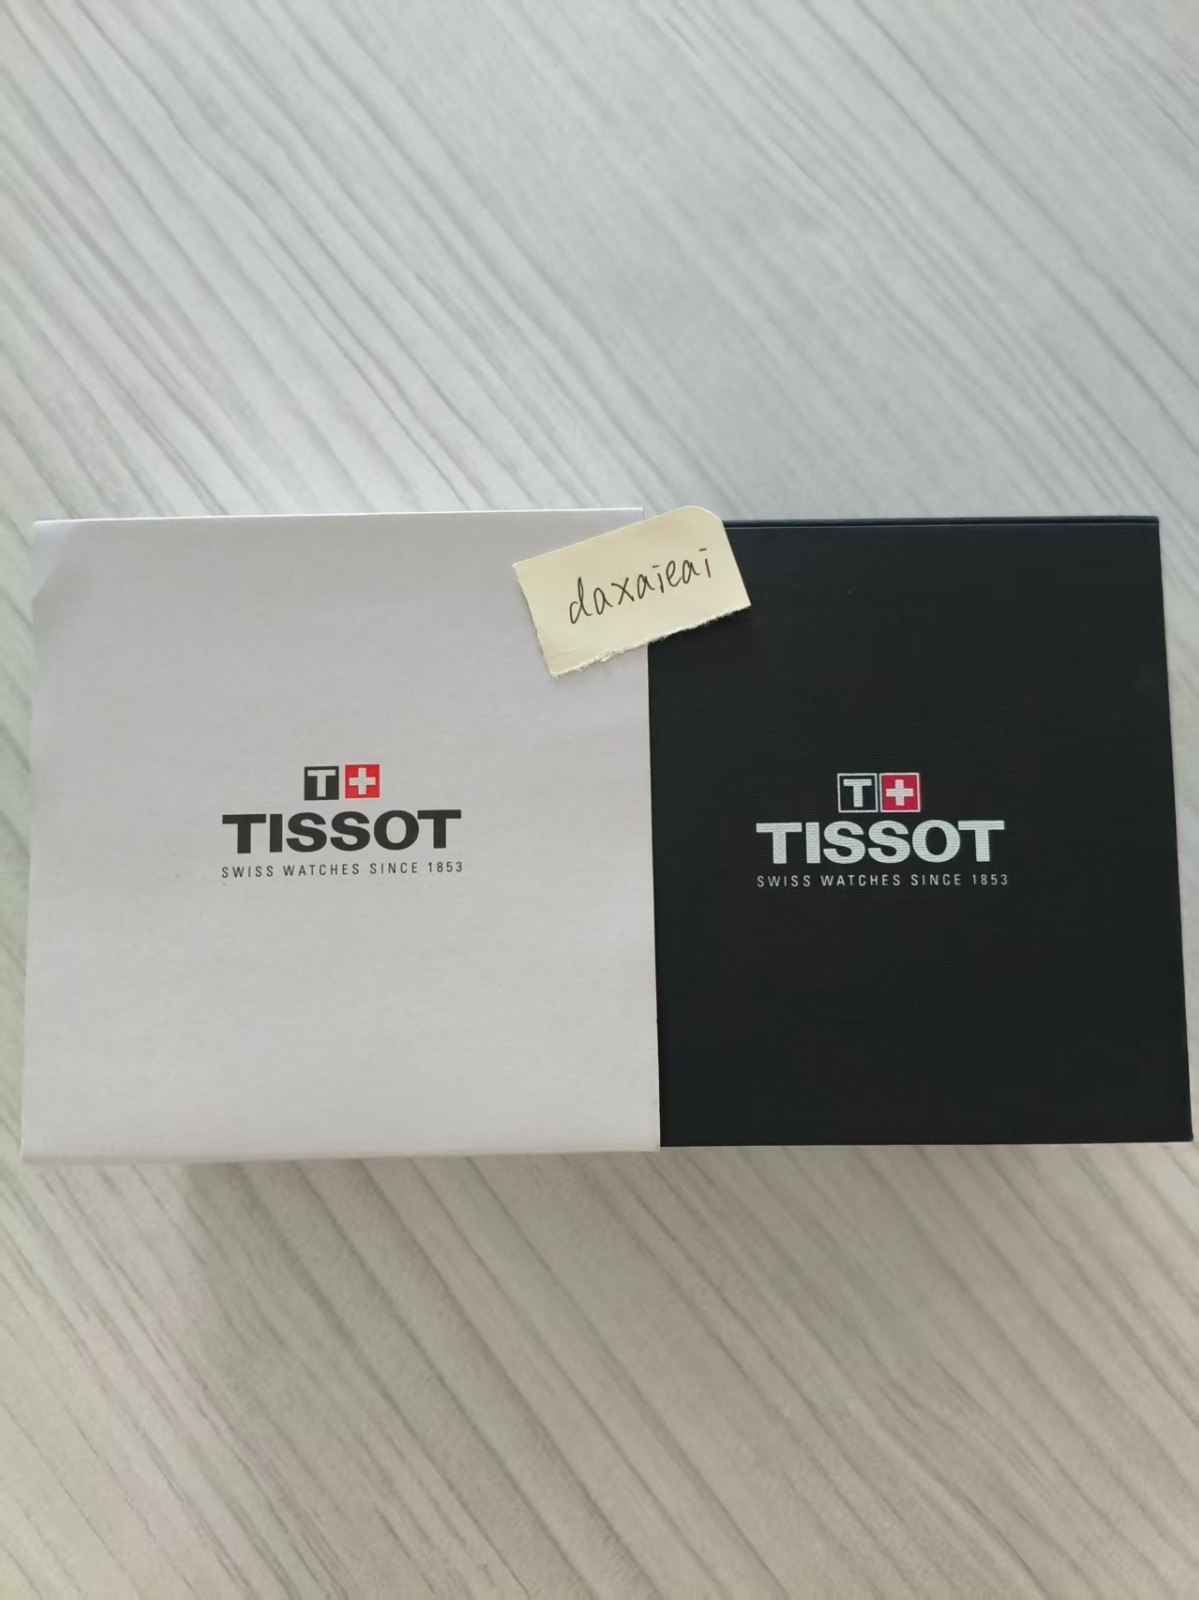 daxaieai
T+
TISSOT
SWISS WATCHES SINCE 1853
T+
TISSOT
SWISS WATCHES SINCE 1853